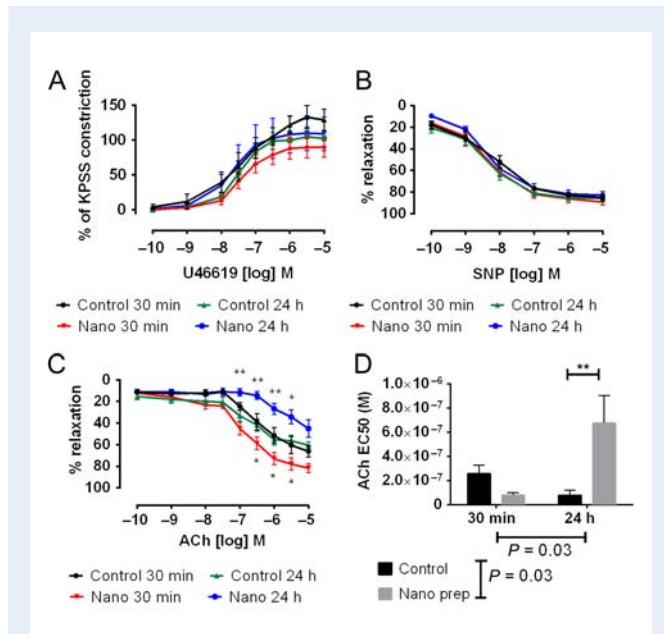 A
% of KPSS constriction
150
100
50
0
−10 −9 −8 −7 −6 −5
U46619 [log] M
Control 30 min Control 24 h
Nano 30 min Nano 24 h
B
% relaxation
0
20
40
60
80
100
−10 −9 −8 −7 −6 −5
SNP [log] M
Control 30 min Control 24 h
Nano 30 min Nano 24 h
C
% relaxation
0
20
40
60
80
100
** ** ** *
* * *
−10 −9 −8 −7 −6 −5
ACh [log] M
Control 30 min Control 24 h
Nano 30 min Nano 24 h
D
ACh EC50 (M)
**
1.0×10⁻⁶
8.0×10⁻⁷
6.0×10⁻⁷
4.0×10⁻⁷
2.0×10⁻⁷
0
30 min 24 h
P = 0.03
Control
Nano prep
P = 0.03